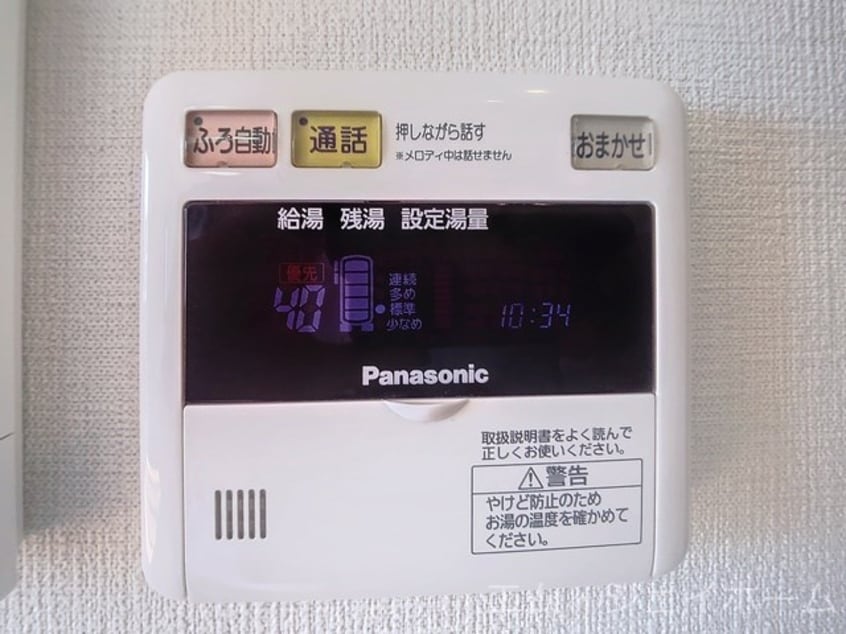 ふろ自動 通話 押しながら話す おまかせ
※メロディ中は話せません
給湯 残湯 設定湯量
優先
40
連続
多め
標準
少なめ
10:34
Panasonic
取扱説明書をよく読んで
正しくお使いください。
警告
やけど防止のため
お湯の温度を確かめて
ください。